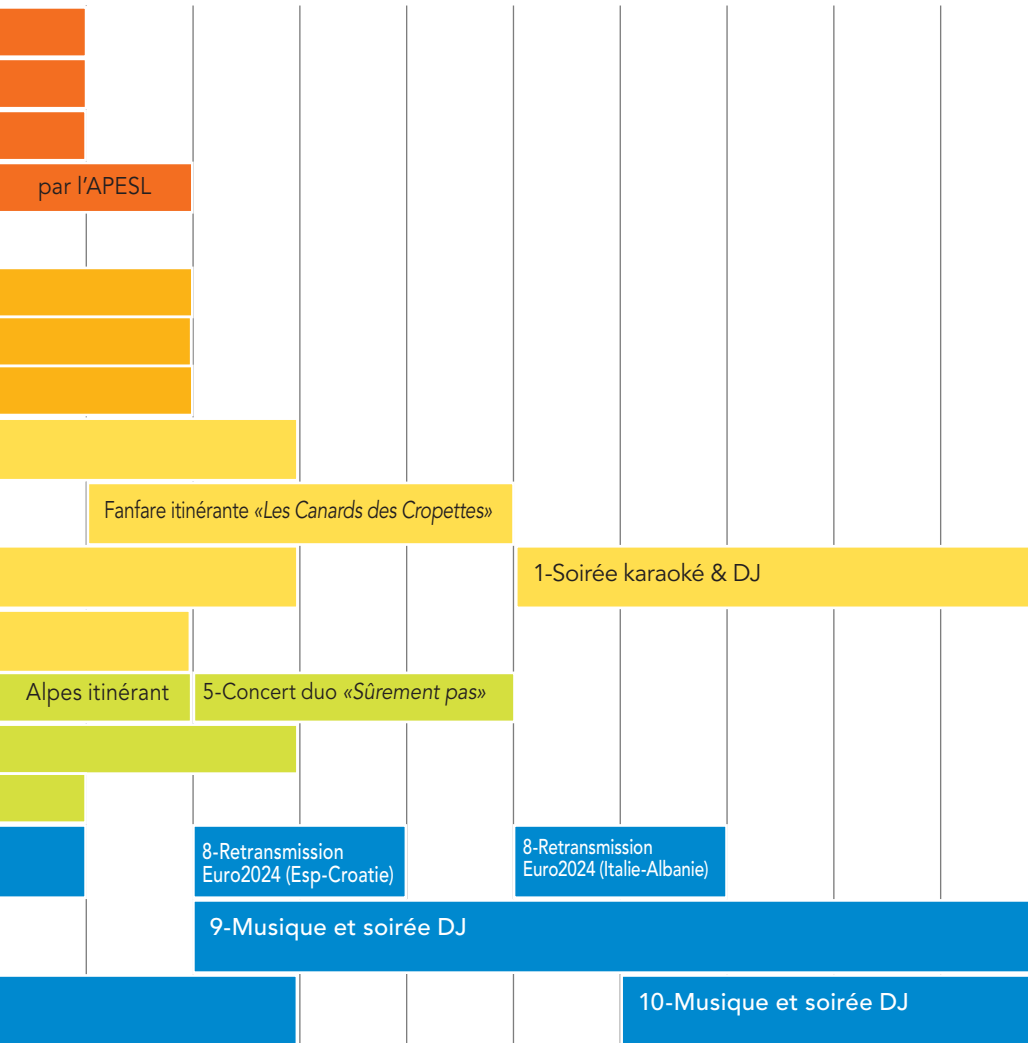 par l'APESL
Fanfare itinérante «Les Canards des Cropettes»
1-Soirée karaoké & DJ
Alpes itinérant
5-Concert duo «Sûrement pas»
8-Retransmission
Euro2024 (Esp-Croatie)
8-Retransmission
Euro2024 (Italie-Albanie)
9-Musique et soirée DJ
10-Musique et soirée DJ